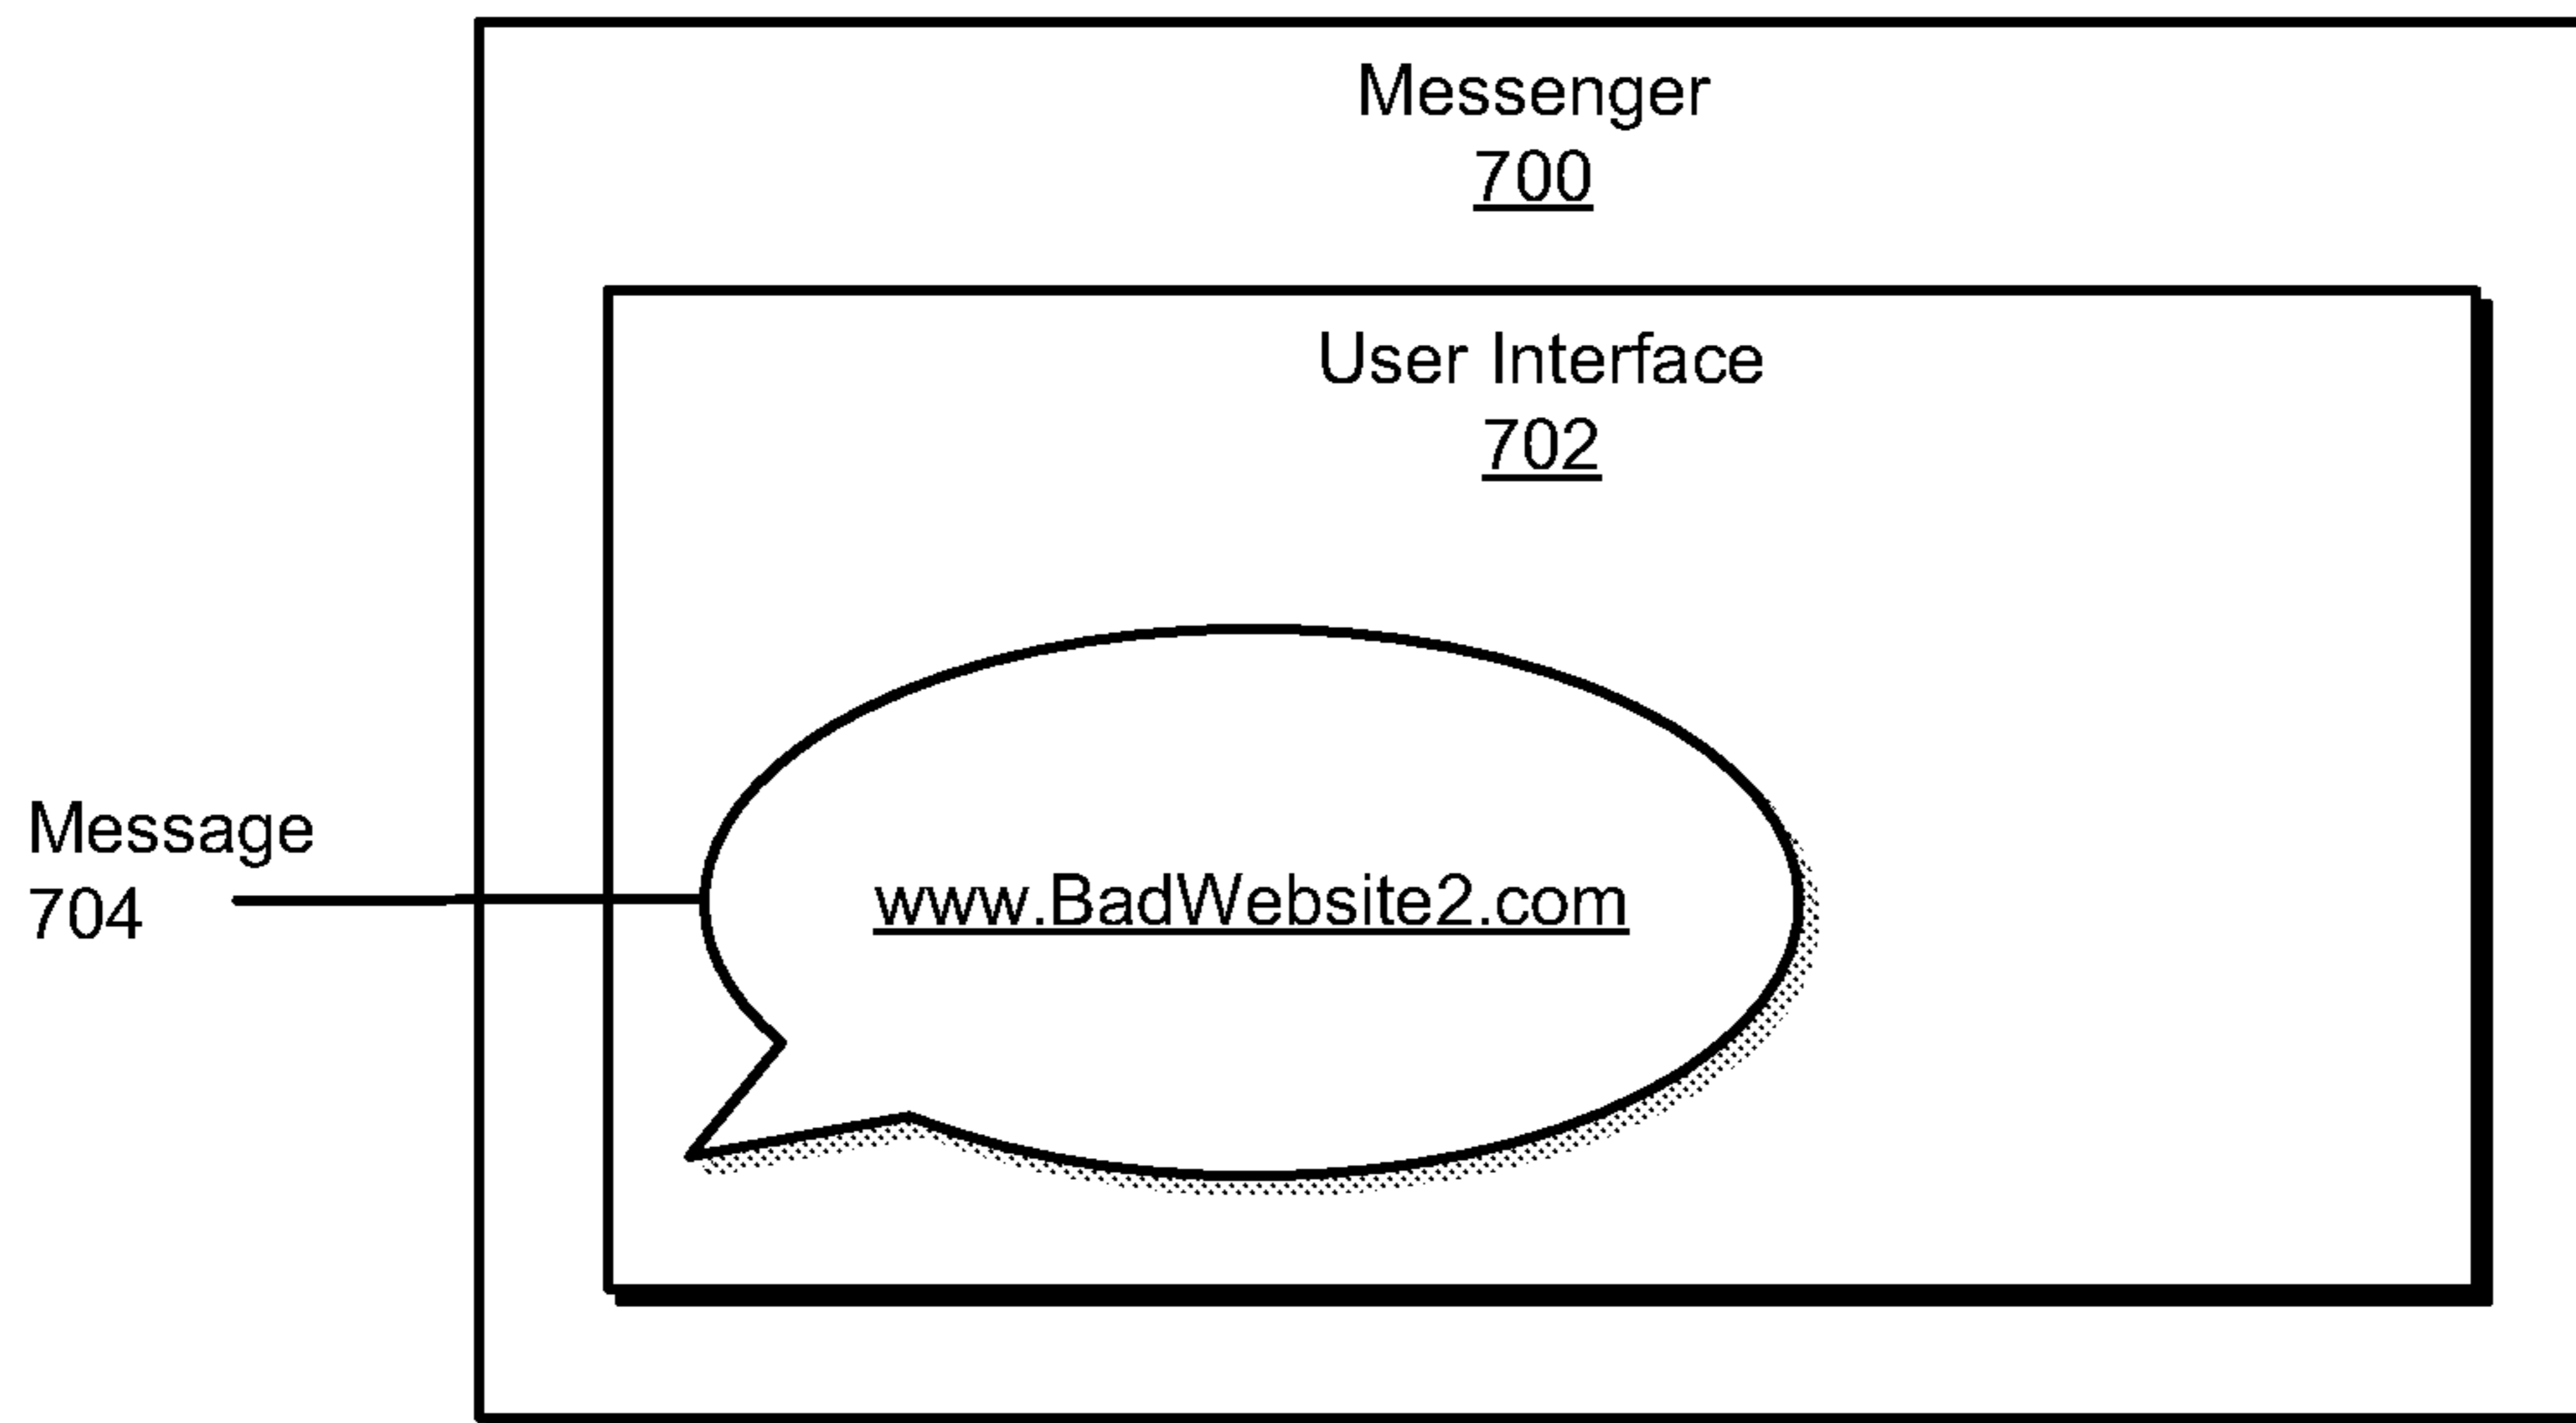 Messenger
700
User Interface
702
Message
704
www.BadWebsite2.com